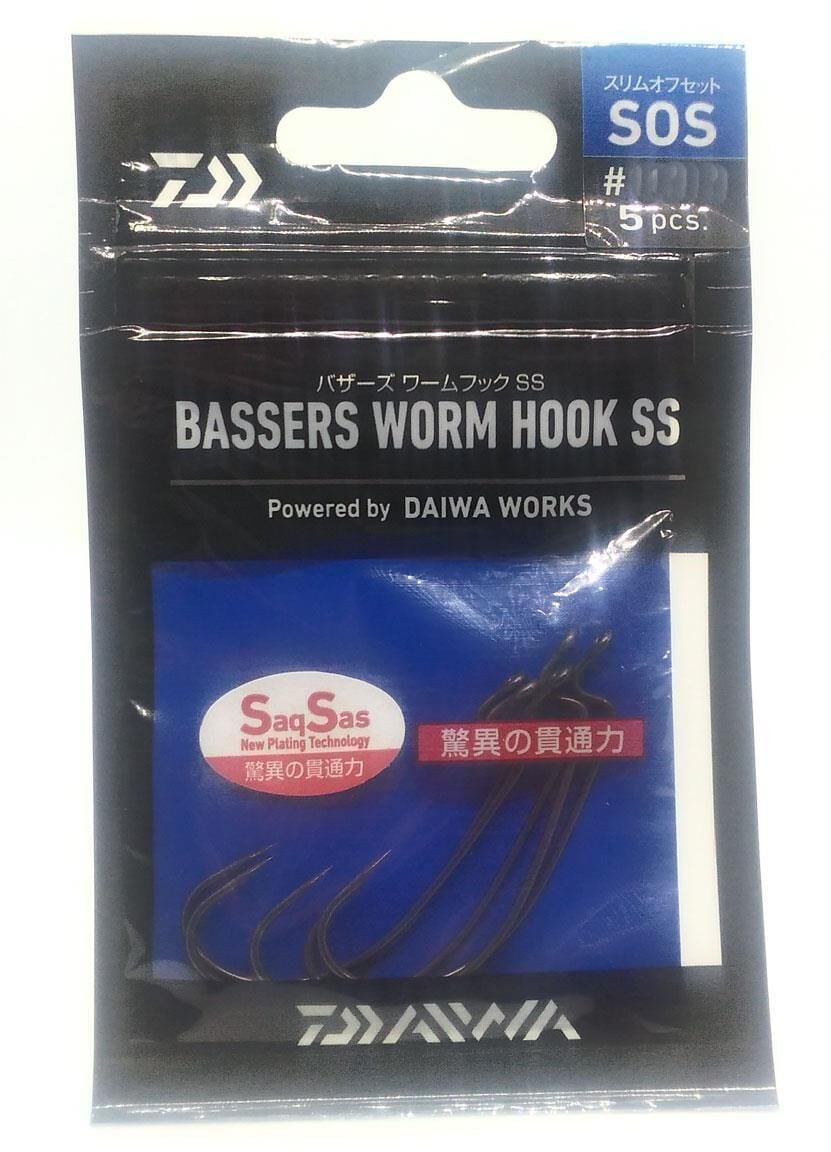 スリムオフセット
SOS
#
5 pcs.
バザーズ ワームフック SS
BASSERS WORM HOOK SS
Powered by DAIWA WORKS
SaqSas
New Plating Technology
驚異の貫通力
驚異の貫通力
DAIWA